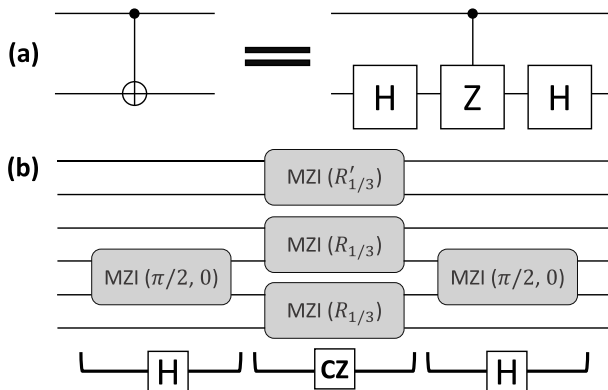 (a)
H Z H
(b)
MZI (R′₁/₃)
MZI (R₁/₃)
MZI (π/2, 0) MZI (π/2, 0)
MZI (R₁/₃)
H CZ H